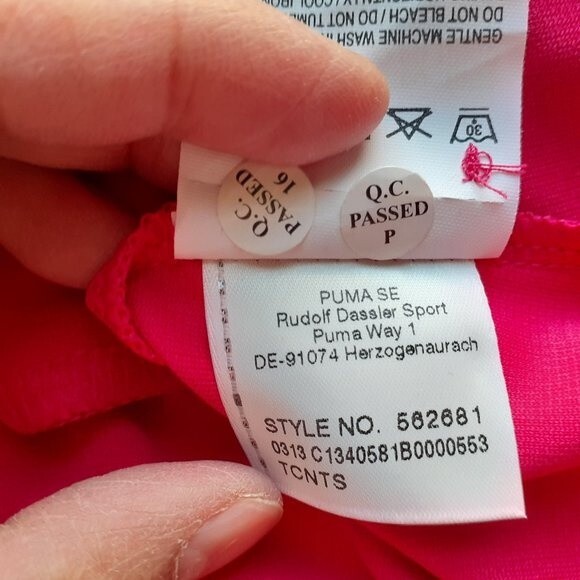 GENTLE MACHINE WASH
DO NOT BLEACH / DO NOT TUM
30
Q.C.
PASSED
16
Q.C.
PASSED
P
PUMA SE
Rudolf Dassler Sport
Puma Way 1
DE-91074 Herzogenaurach
STYLE NO. 562681
0313 C1340581B0000553
TCNTS